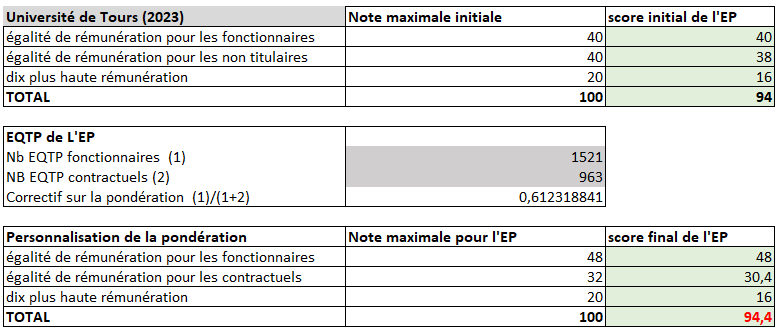 Université de Tours (2023) Note maximale initiale score initial de l'EP
égalité de rémunération pour les fonctionnaires 40 40
égalité de rémunération pour les non titulaires 40 38
dix plus haute rémunération 20 16
TOTAL 100 94
EQTP de L'EP
Nb EQTP fonctionnaires (1) 1521
NB EQTP contractuels (2) 963
Correctif sur la pondération (1)/(1+2) 0,612318841
Personnalisation de la pondération Note maximale pour l'EP score final de l'EP
égalité de rémunération pour les fonctionnaires 48 48
égalité de rémunération pour les contractuels 32 30,4
dix plus haute rémunération 20 16
TOTAL 100 94,4